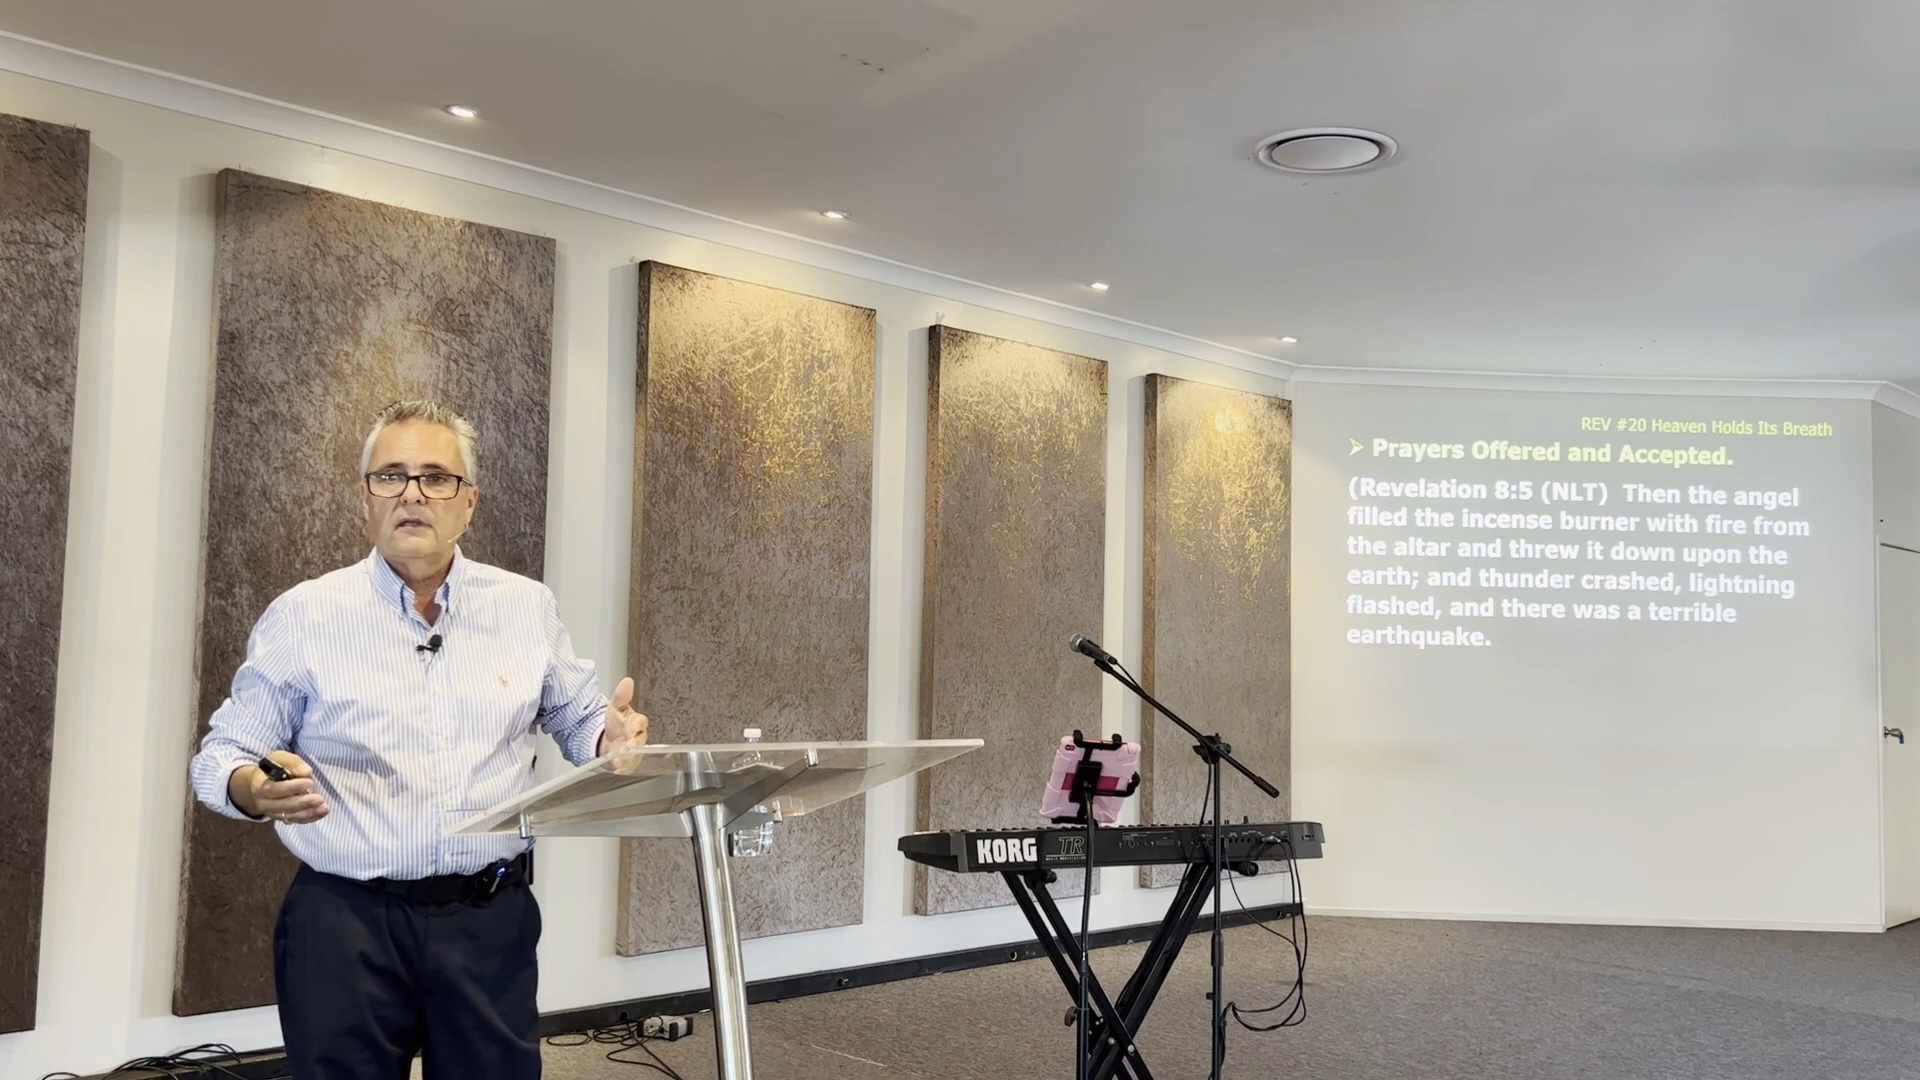 REV #20 Heaven Holds Its Breath
➢ Prayers Offered and Accepted.
(Revelation 8:5 (NLT) Then the angel
filled the incense burner with fire from
the altar and threw it down upon the
earth; and thunder crashed, lightning
flashed, and there was a terrible
earthquake.
KORG TR